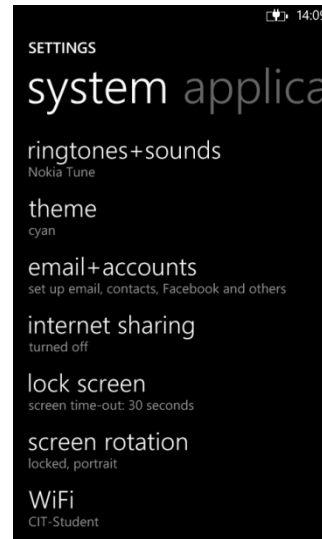 14:09
SETTINGS
system applica
ringtones+sounds
Nokia Tune
theme
cyan
email+accounts
set up email, contacts, Facebook and others
internet sharing
turned off
lock screen
screen time-out: 30 seconds
screen rotation
locked, portrait
WiFi
CIT-Student